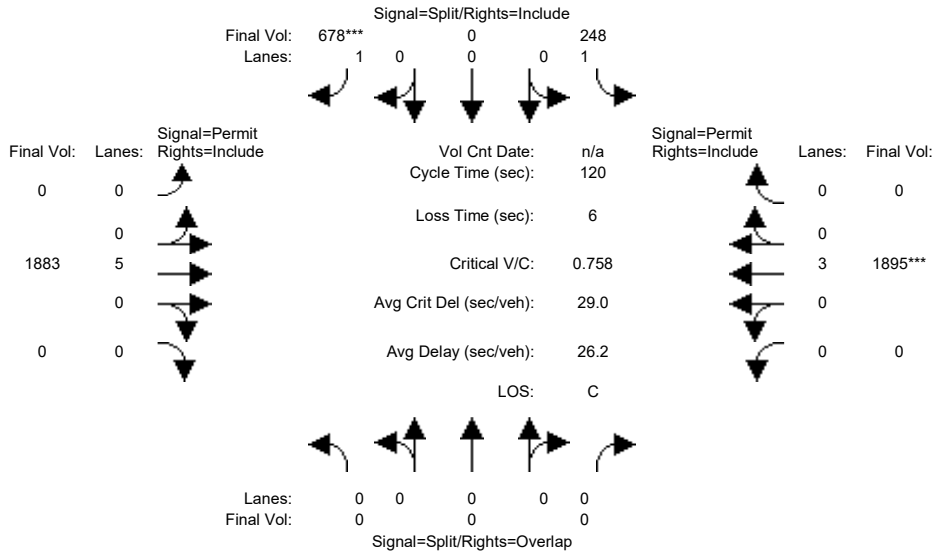 Signal=Split/Rights=Include
Final Vol: 678*** 0 248
Lanes: 1 0 0 0 1
Signal=Permit
Final Vol: Lanes: Rights=Include
Vol Cnt Date: n/a
Signal=Permit
Rights=Include Lanes: Final Vol:
Cycle Time (sec): 120
0 0
0 0
Loss Time (sec): 6
0
0
1883 5
Critical V/C: 0.758
3 1895***
0
Avg Crit Del (sec/veh): 29.0
0
0 0
Avg Delay (sec/veh): 26.2
0 0
LOS: C
Lanes: 0 0 0 0 0
Final Vol: 0 0 0
Signal=Split/Rights=Overlap